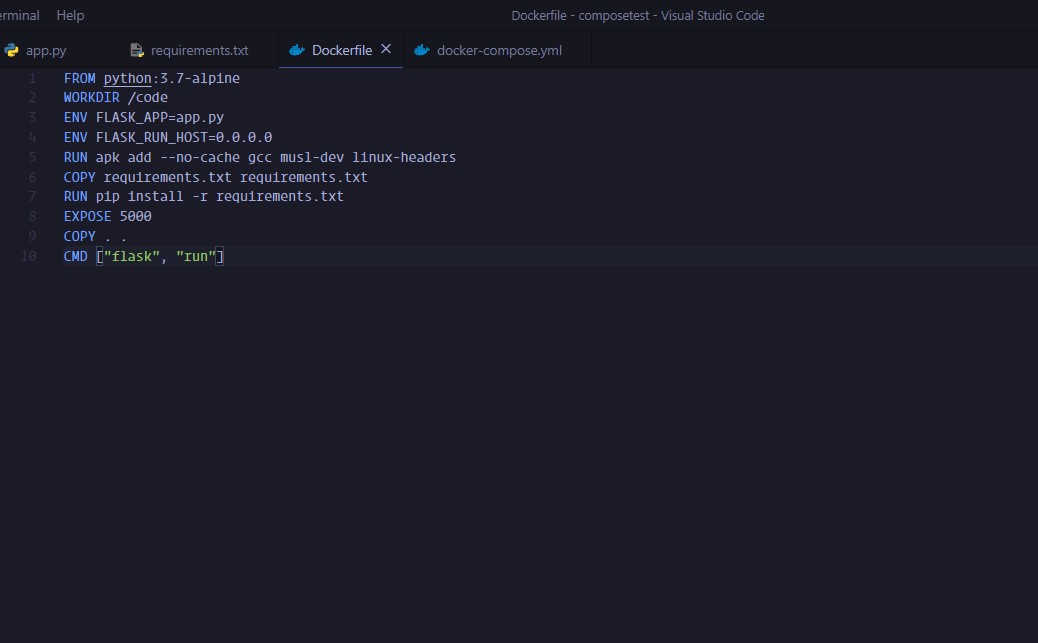 Help
Dockerfile - composetest - Visual Studio Code
app.py
requirements.txt
Dockerfile
docker-compose.yml
1 FROM python:3.7-alpine
2 WORKDIR /code
3 ENV FLASK_APP=app.py
4 ENV FLASK_RUN_HOST=0.0.0.0
5 RUN apk add --no-cache gcc musl-dev linux-headers
6 COPY requirements.txt requirements.txt
7 RUN pip install -r requirements.txt
8 EXPOSE 5000
9 COPY . .
10 CMD ["flask", "run"]